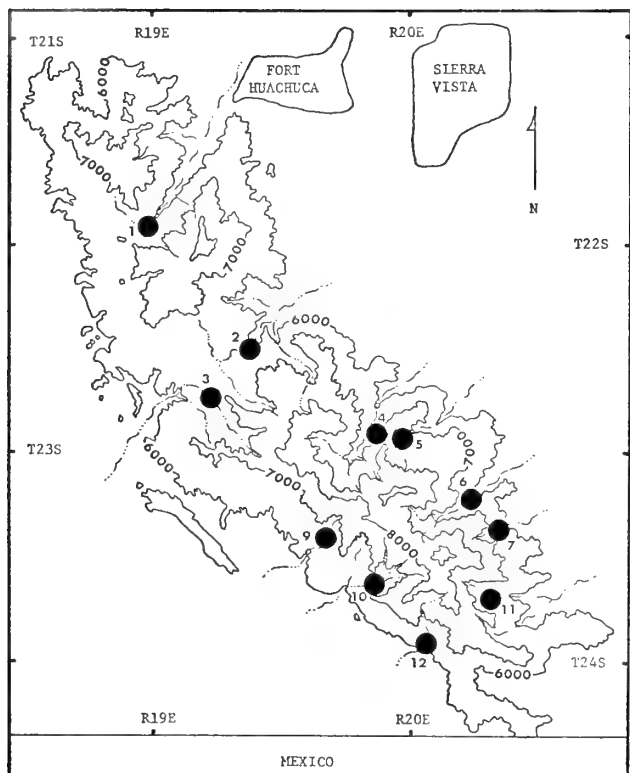 R19E
R20E
T21S
6000
FORT
HUACHUCA
SIERRA
VISTA
7000
N
1
T22S
7000
2
6000
3
4
5
T23S
6000
7000
7000
6
7
9
8000
10
11
12
T24S
6000
R19E
R20E
MEXICO